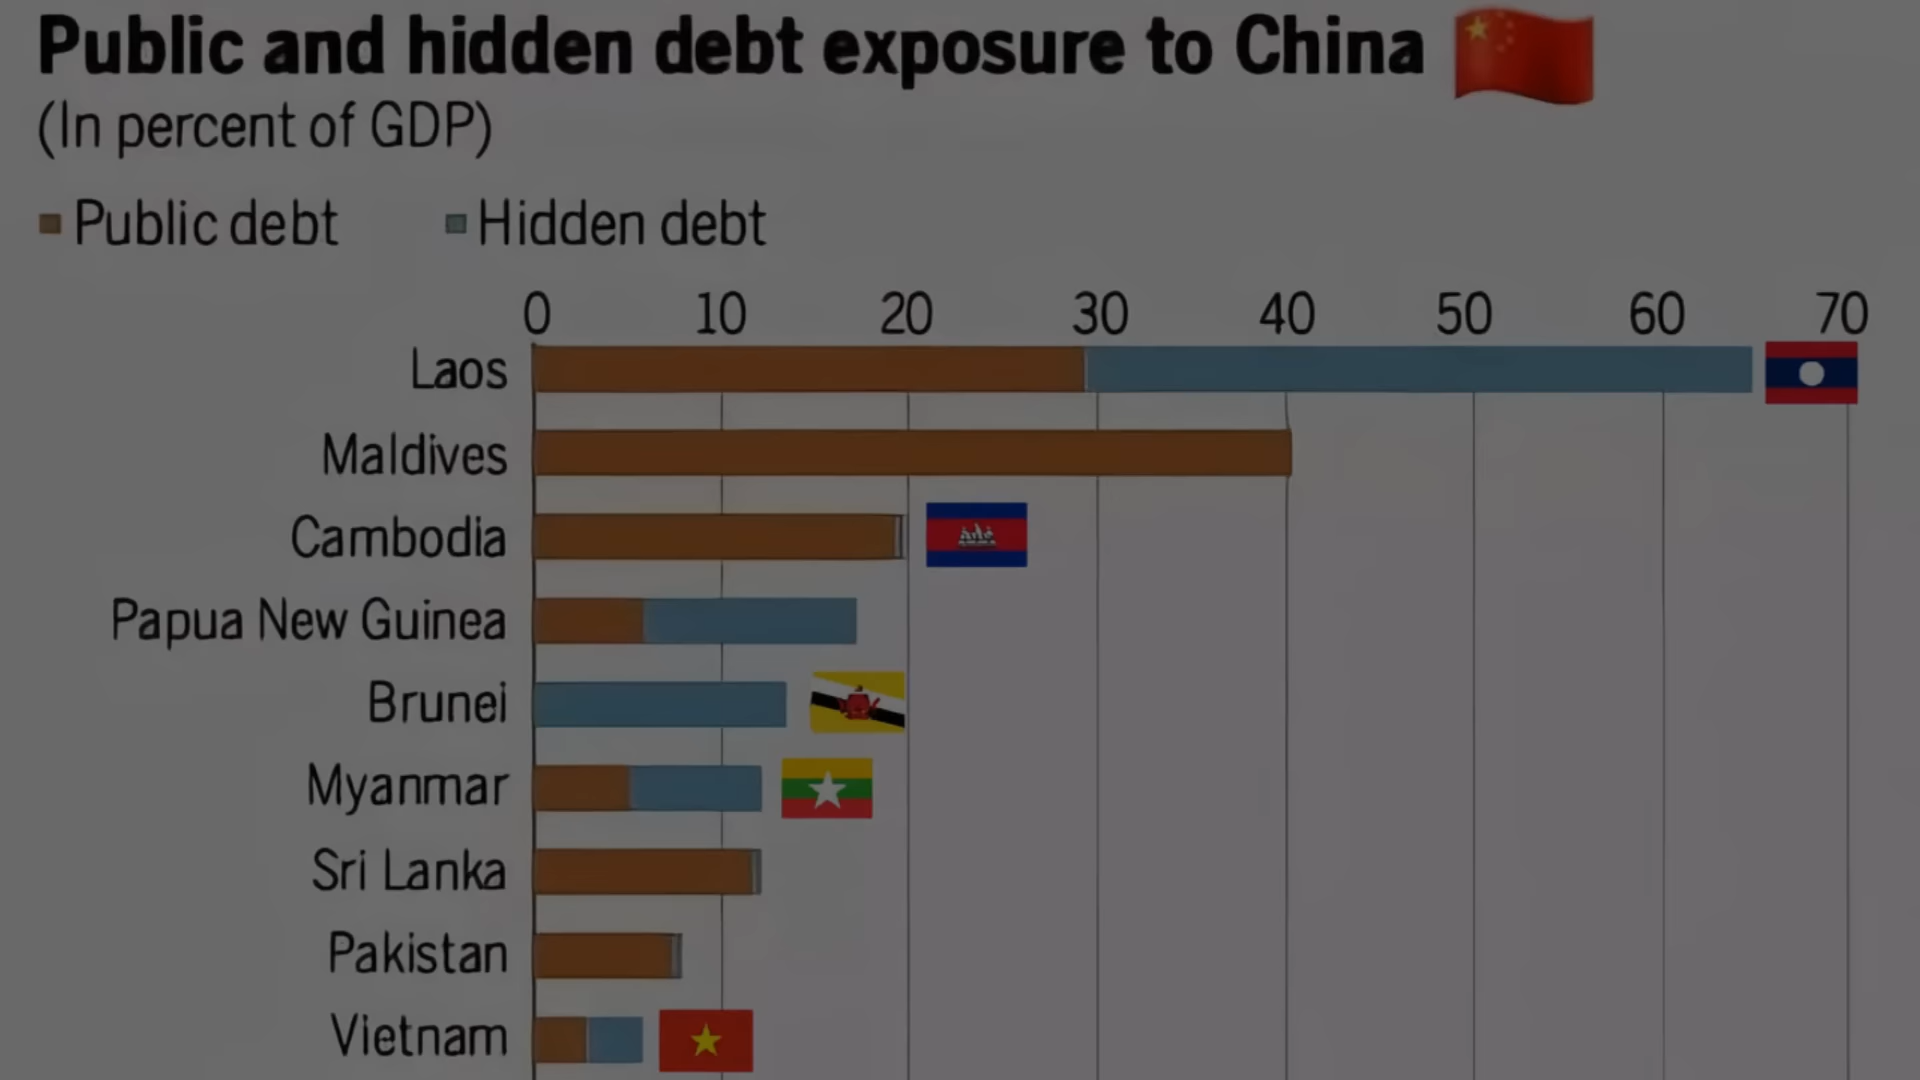 Public and hidden debt exposure to China
(In percent of GDP)
Public debt Hidden debt
0 10 20 30 40 50 60 70
Laos
Maldives
Cambodia
Papua New Guinea
Brunei
Myanmar
Sri Lanka
Pakistan
Vietnam